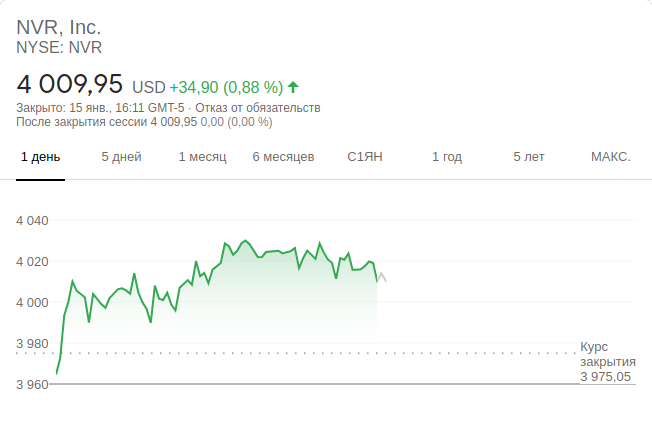 NVR, Inc.
NYSE: NVR
4 009,95 USD +34,90 (0,88 %)
Закрыто: 15 янв., 16:11 GMT-5 · Отказ от обязательств
После закрытия сессии 4 009,95 0,00 (0,00 %)
1 день 5 дней 1 месяц 6 месяцев С1ЯН 1 год 5 лет МАКС.
4 040
4 020
4 000
3 980
Курс
закрытия
3 975,05
3 960